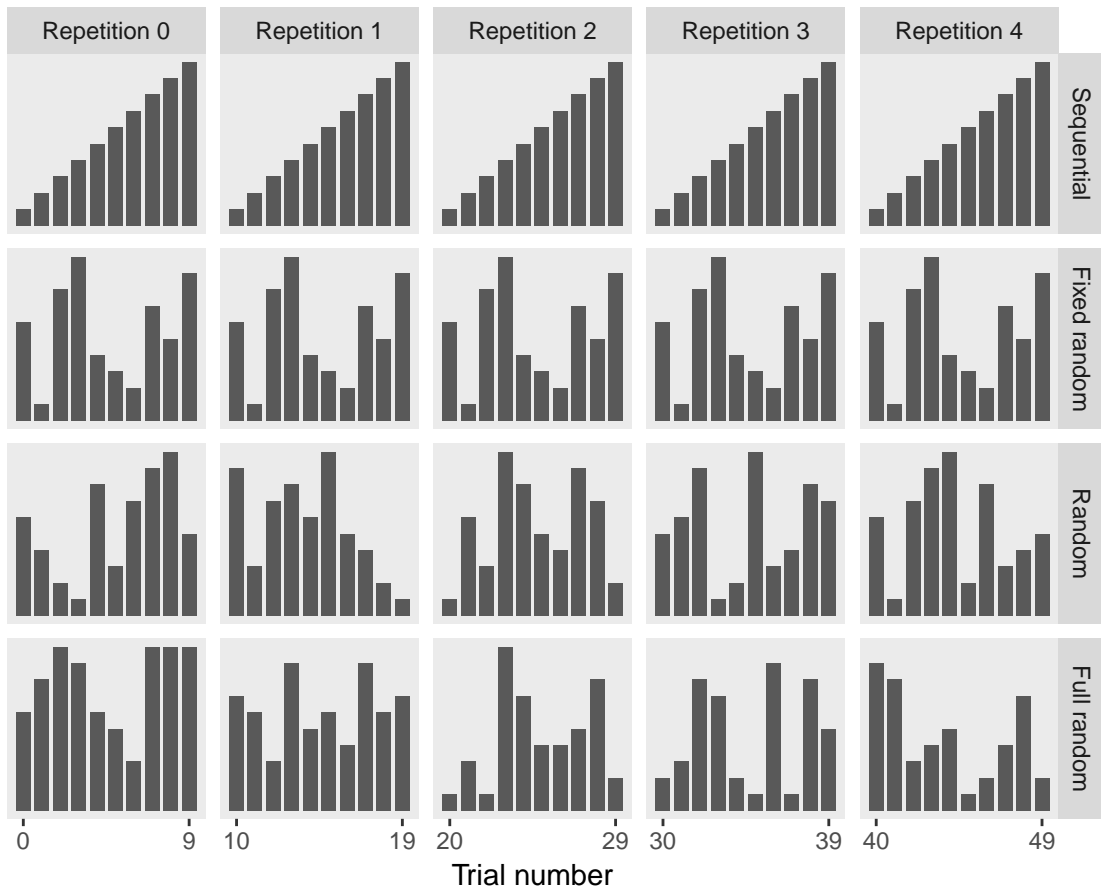 Repetition 0
Repetition 1
Repetition 2
Repetition 3
Repetition 4
Sequential
Fixed random
Random
Full random
0
9
10
19
20
29
30
39
40
49
Trial number